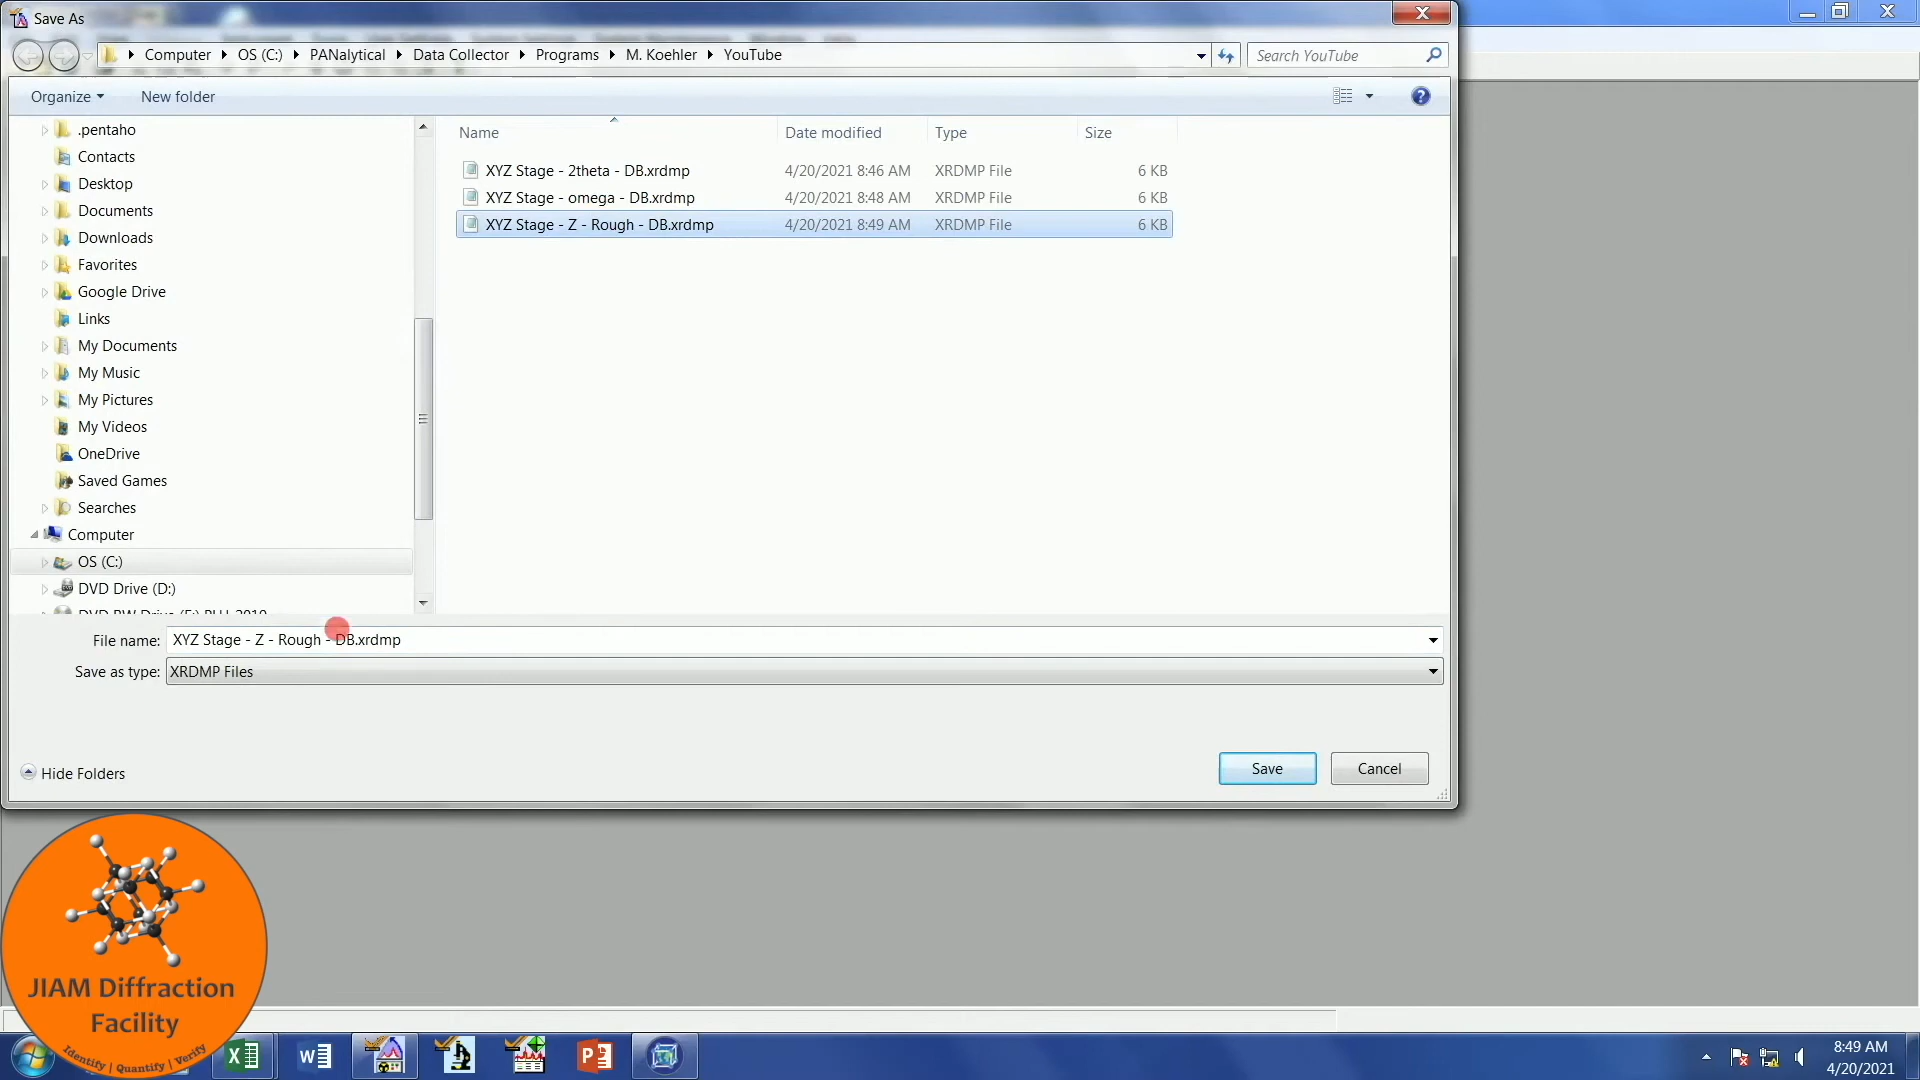 Save As
Computer OS (C:) PANalytical Data Collector Programs M. Koehler YouTube
Search YouTube
Organize New folder
Name Date modified Type Size
.pentaho
Contacts
Desktop
Documents
Downloads
Favorites
Google Drive
Links
My Documents
My Music
My Pictures
My Videos
OneDrive
Saved Games
Searches
Computer
OS (C:)
DVD Drive (D:)
XYZ Stage - 2theta - DB.xrdmp 4/20/2021 8:46 AM XRDMP File 6 KB
XYZ Stage - omega - DB.xrdmp 4/20/2021 8:48 AM XRDMP File 6 KB
XYZ Stage - Z - Rough - DB.xrdmp 4/20/2021 8:49 AM XRDMP File 6 KB
File name: XYZ Stage - Z - Rough - DB.xrdmp
Save as type: XRDMP Files
Hide Folders
Save Cancel
JIAM Diffraction
Facility
Identify | Quantify | Verify
8:49 AM
4/20/2021